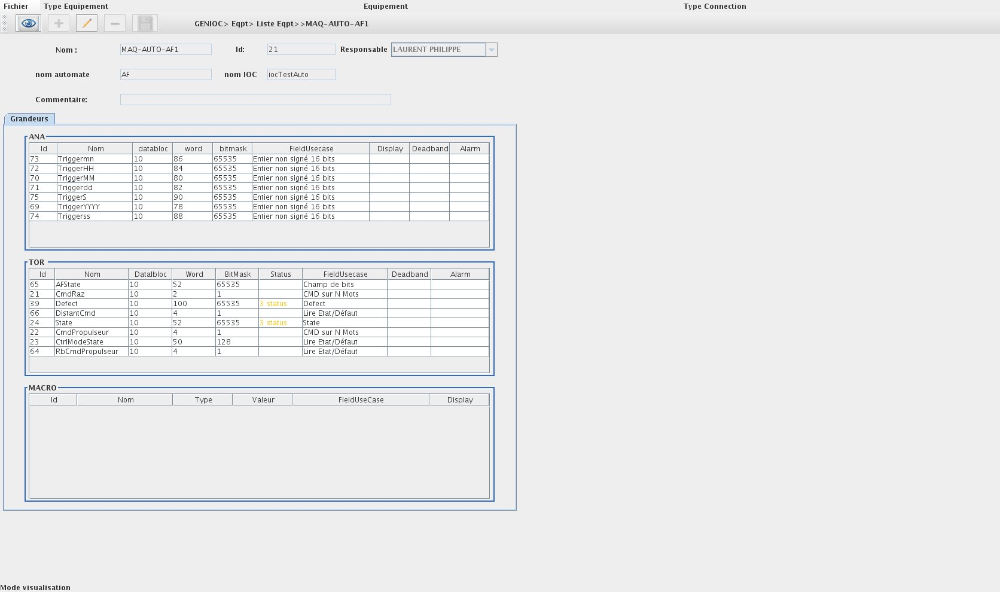 Fichier Type Equipement Equipement Type Connection
GENIOC> Eqpt> Liste Eqpt>>MAQ-AUTO-AF1
Nom : MAQ-AUTO-AF1 Id: 21 Responsable LAURENT PHILIPPE
nom automate AF nom IOC iocTestAuto
Commentaire:
Grandeurs
ANA
Id Nom databloc word bitmask FieldUsecase Display Deadband Alarm
73 Triggermn 10 86 65535 Entier non signé 16 bits
72 TriggerHH 10 84 65535 Entier non signé 16 bits
70 TriggerMM 10 80 65535 Entier non signé 16 bits
71 Triggerdd 10 82 65535 Entier non signé 16 bits
75 TriggerS 10 90 65535 Entier non signé 16 bits
69 TriggerYYYY 10 78 65535 Entier non signé 16 bits
74 Triggerss 10 88 65535 Entier non signé 16 bits
TOR
Id Nom Datalbloc Word BitMask Status FieldUsecase Deadband Alarm
65 AFState 10 52 65535 Champ de bits
21 CmdRaz 10 2 1 CMD sur N Mots
39 Defect 10 100 65535 3 status Defect
66 DistantCmd 10 4 1 Lire Etat/Défaut
24 State 10 52 65535 3 status State
22 CmdPropulseur 10 4 1 CMD sur N Mots
23 CtrlModeState 10 50 128 Lire Etat/Défaut
64 RbCmdPropulseur 10 4 1 Lire Etat/Défaut
MACRO
Id Nom Type Valeur FieldUseCase Display
Mode visualisation